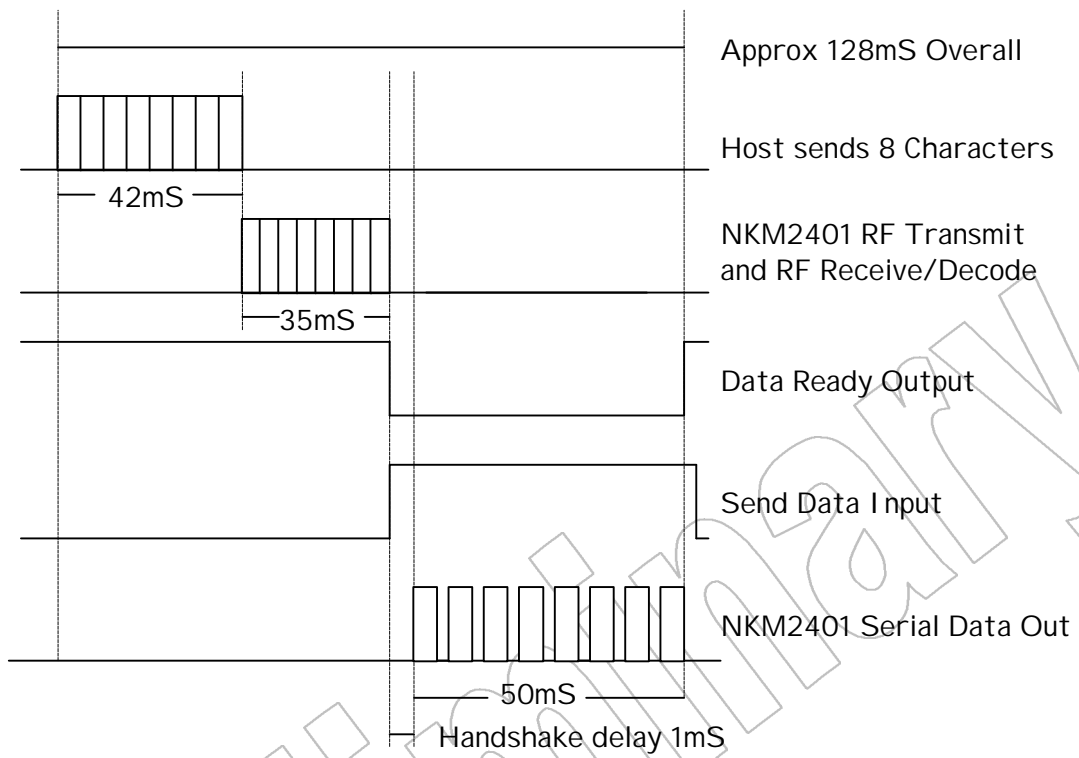 Approx 128mS Overall
Host sends 8 Characters
42mS
NKM2401 RF Transmit
and RF Receive/Decode
35mS
Data Ready Output
Send Data Input
NKM2401 Serial Data Out
50mS
Handshake delay 1mS